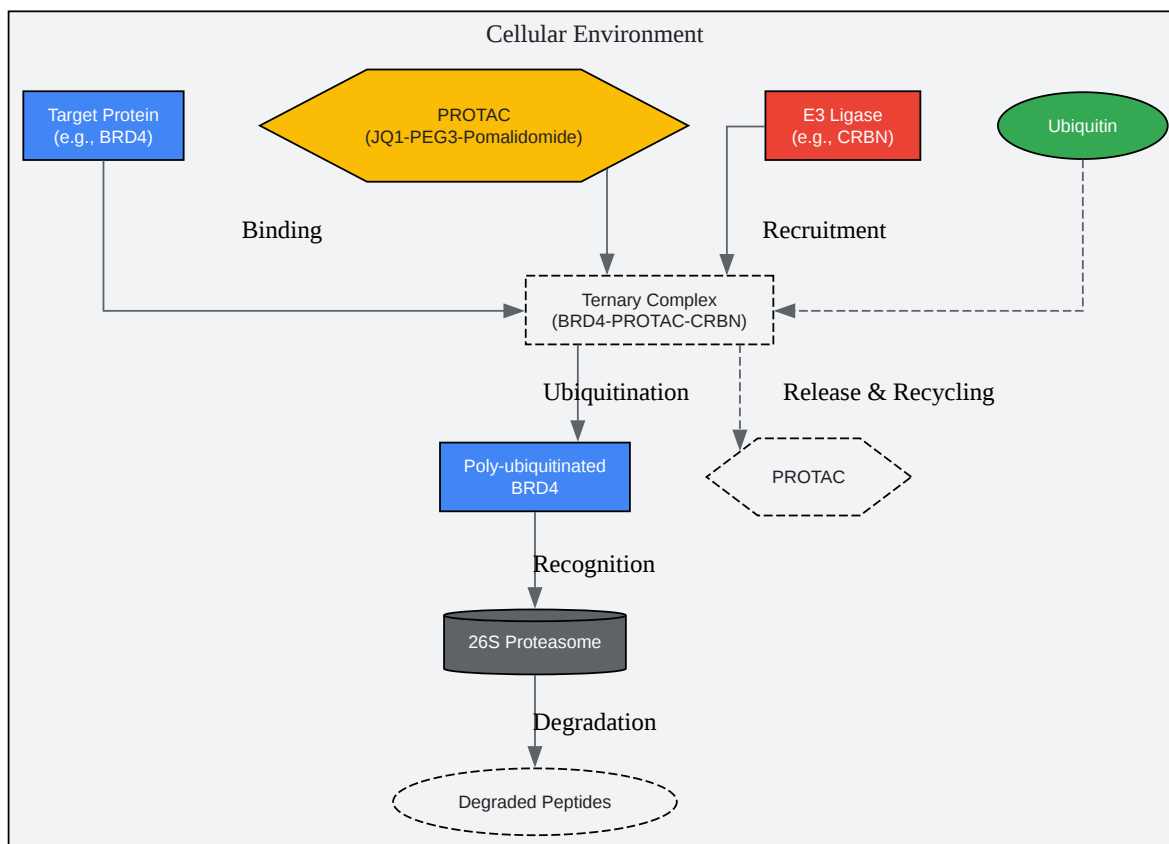 Cellular Environment
Target Protein
(e.g., BRD4)
PROTAC
(JQ1-PEG3-Pomalidomide)
E3 Ligase
(e.g., CRBN)
Ubiquitin
Binding
Recruitment
Ternary Complex
(BRD4-PROTAC-CRBN)
Ubiquitination
Release & Recycling
Poly-ubiquitinated
BRD4
PROTAC
Recognition
26S Proteasome
Degradation
Degraded Peptides